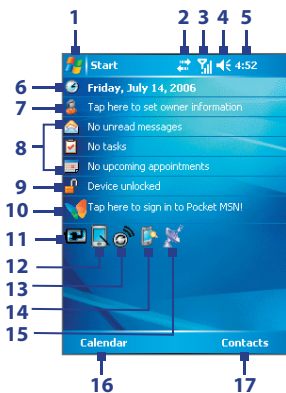 1 2 3 4 5
Start 4:52
6 Friday, July 14, 2006
7 Tap here to set owner information
No unread messages
8 No tasks
No upcoming appointments
9 Device unlocked
10 Tap here to sign in to Pocket MSN!
11
12
13
14
15
Calendar Contacts
16 17